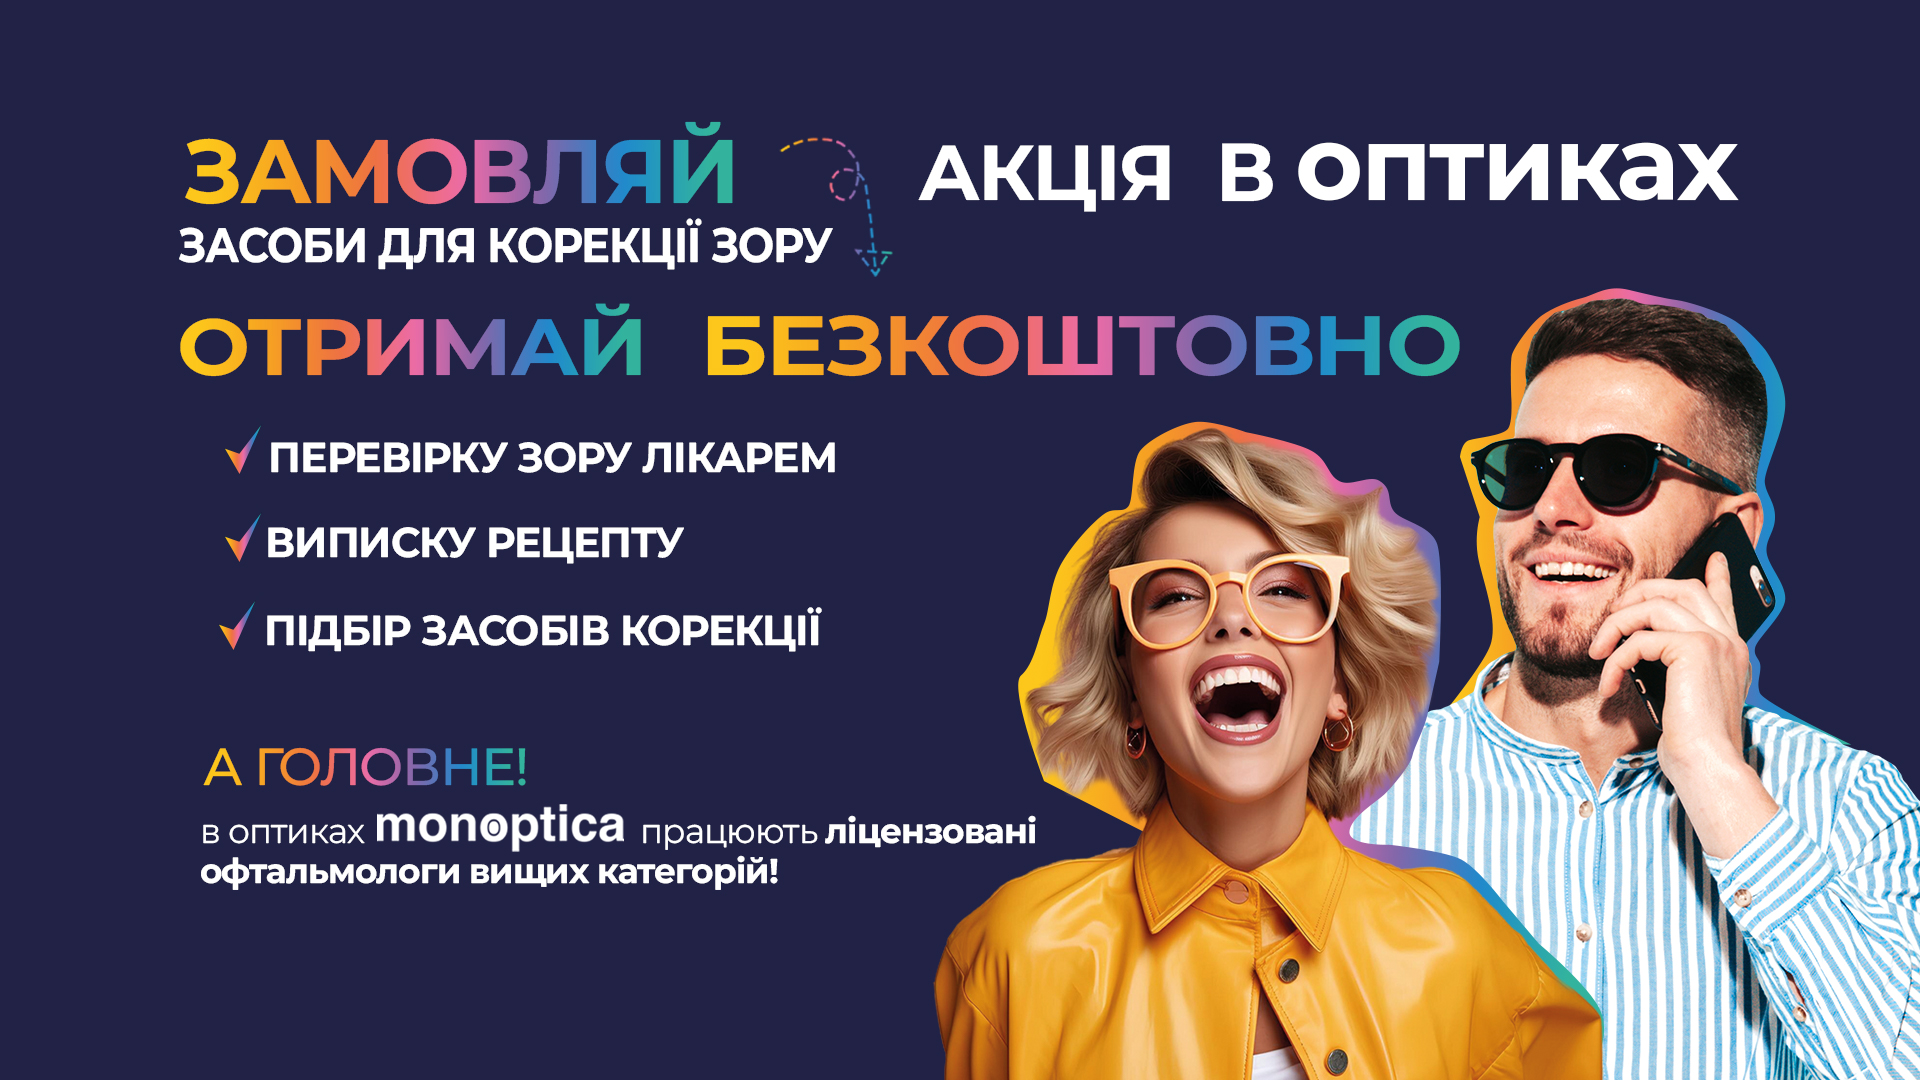 ЗАМОВЛЯЙ
ЗАСОБИ ДЛЯ КОРЕКЦІЇ ЗОРУ
АКЦІЯ В ОПТИКАХ
ОТРИМАЙ БЕЗКОШТОВНО
ПЕРЕВІРКУ ЗОРУ ЛІКАРЕМ
ВИПИСКУ РЕЦЕПТУ
ПІДБІР ЗАСОБІВ КОРЕКЦІЇ
А ГОЛОВНЕ!
в оптиках monoptica працюють ліцензовані
офтальмологи вищих категорій!